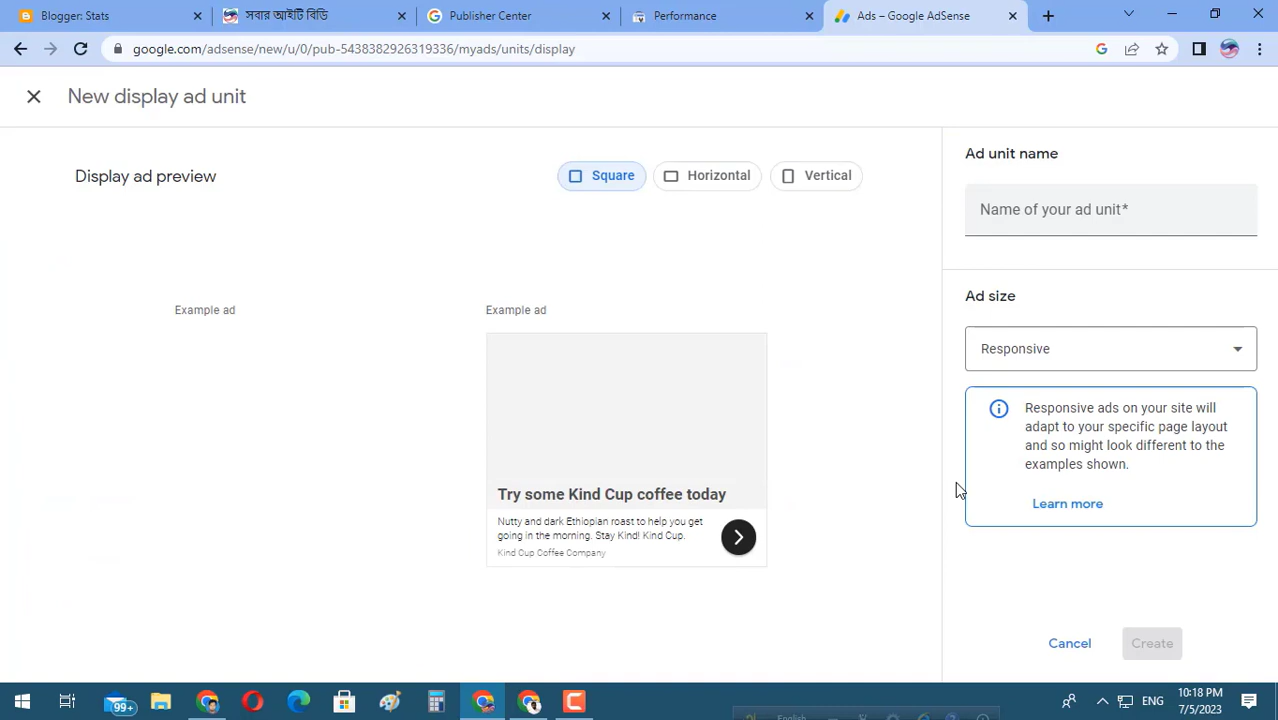 Blogger: Stats
সবার আইটি বিডি
Publisher Center
Performance
Ads – Google AdSense
google.com/adsense/new/u/0/pub-5438382926319336/myads/units/display
New display ad unit
Display ad preview
Square
Horizontal
Vertical
Example ad
Example ad
Try some Kind Cup coffee today
Nutty and dark Ethiopian roast to help you get
going in the morning. Stay Kind! Kind Cup.
Kind Cup Coffee Company
Ad unit name
Name of your ad unit*
Ad size
Responsive
Responsive ads on your site will
adapt to your specific page layout
and so might look different to the
examples shown.
Learn more
Cancel
Create
99+
English
ENG
10:18 PM
7/5/2023